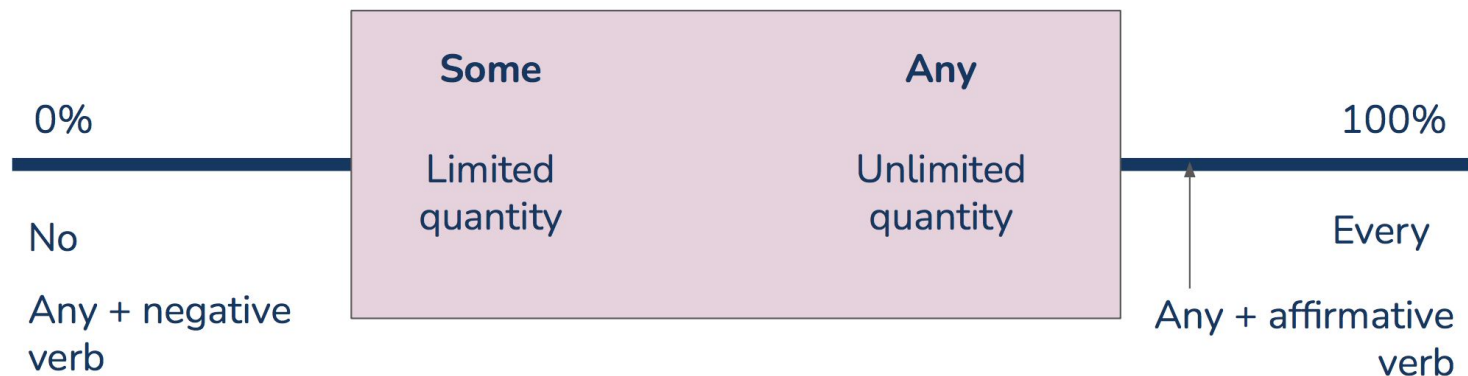 Some
Any
0%
100%
Limited
quantity
Unlimited
quantity
No
Every
Any + negative
verb
Any + affirmative
verb